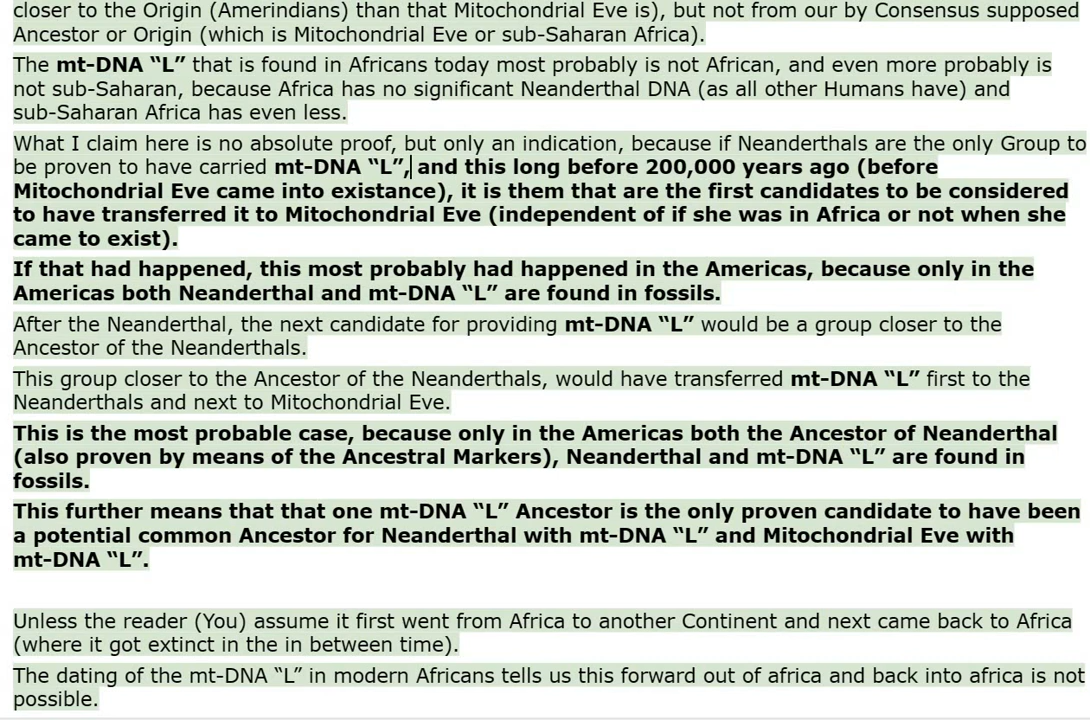 closer to the Origin (Amerindians) than that Mitochondrial Eve is), but not from our by Consensus supposed
Ancestor or Origin (which is Mitochondrial Eve or sub-Saharan Africa).
The mt-DNA “L” that is found in Africans today most probably is not African, and even more probably is
not sub-Saharan, because Africa has no significant Neanderthal DNA (as all other Humans have) and
sub-Saharan Africa has even less.
What I claim here is no absolute proof, but only an indication, because if Neanderthals are the only Group to
be proven to have carried mt-DNA “L”, and this long before 200,000 years ago (before
Mitochondrial Eve came into existance), it is them that are the first candidates to be considered
to have transferred it to Mitochondrial Eve (independent of if she was in Africa or not when she
came to exist).
If that had happened, this most probably had happened in the Americas, because only in the
Americas both Neanderthal and mt-DNA “L” are found in fossils.
After the Neanderthal, the next candidate for providing mt-DNA “L” would be a group closer to the
Ancestor of the Neanderthals.
This group closer to the Ancestor of the Neanderthals, would have transferred mt-DNA “L” first to the
Neanderthals and next to Mitochondrial Eve.
This is the most probable case, because only in the Americas both the Ancestor of Neanderthal
(also proven by means of the Ancestral Markers), Neanderthal and mt-DNA “L” are found in
fossils.
This further means that that one mt-DNA “L” Ancestor is the only proven candidate to have been
a potential common Ancestor for Neanderthal with mt-DNA “L” and Mitochondrial Eve with
mt-DNA “L”.
Unless the reader (You) assume it first went from Africa to another Continent and next came back to Africa
(where it got extinct in the in between time).
The dating of the mt-DNA “L” in modern Africans tells us this forward out of africa and back into africa is not
possible.